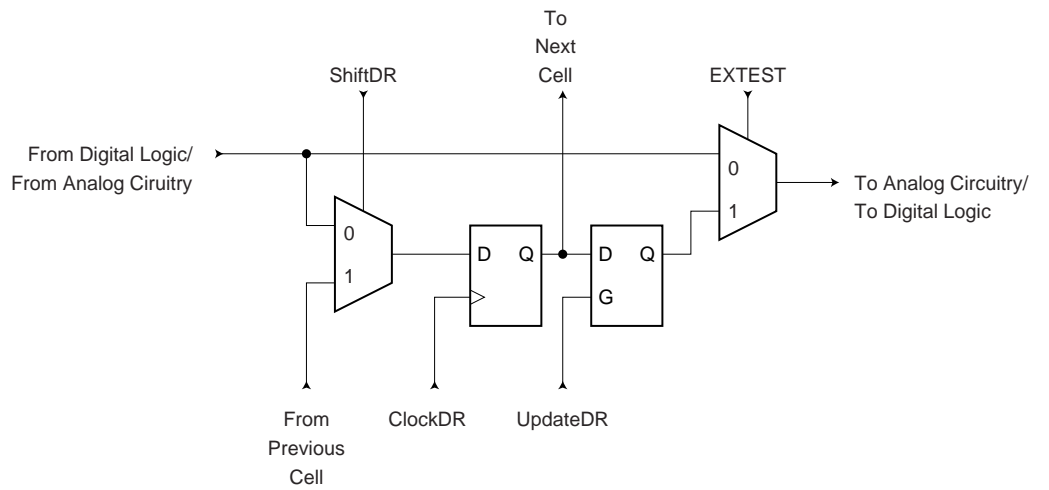 To
Next
Cell
ShiftDR
EXTEST
From Digital Logic/
From Analog Ciruitry
0
1
To Analog Circuitry/
To Digital Logic
0
1
D Q
D Q
G
From
Previous
Cell
ClockDR
UpdateDR